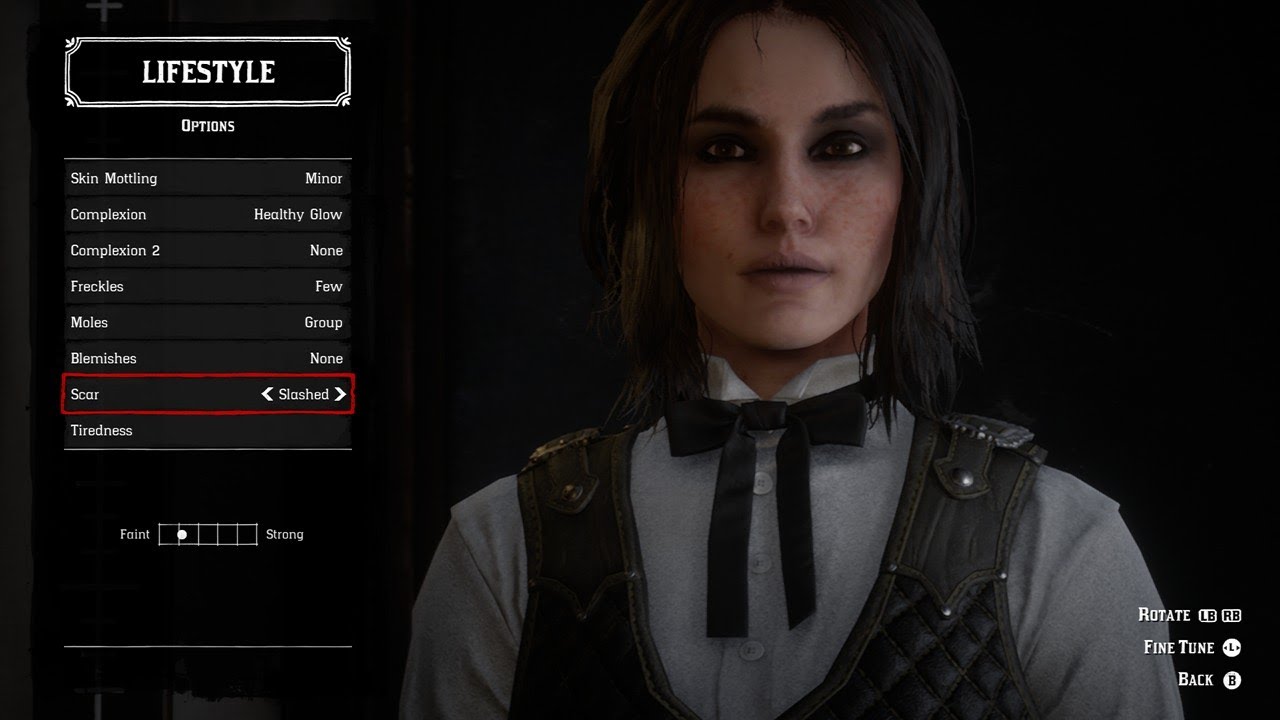 LIFESTYLE
OPTIONS
Skin Mottling Minor
Complexion Healthy Glow
Complexion 2 None
Freckles Few
Moles Group
Blemishes None
Scar Slashed
Tiredness
Faint Strong
ROTATE LB RB
FINE TUNE L
BACK B